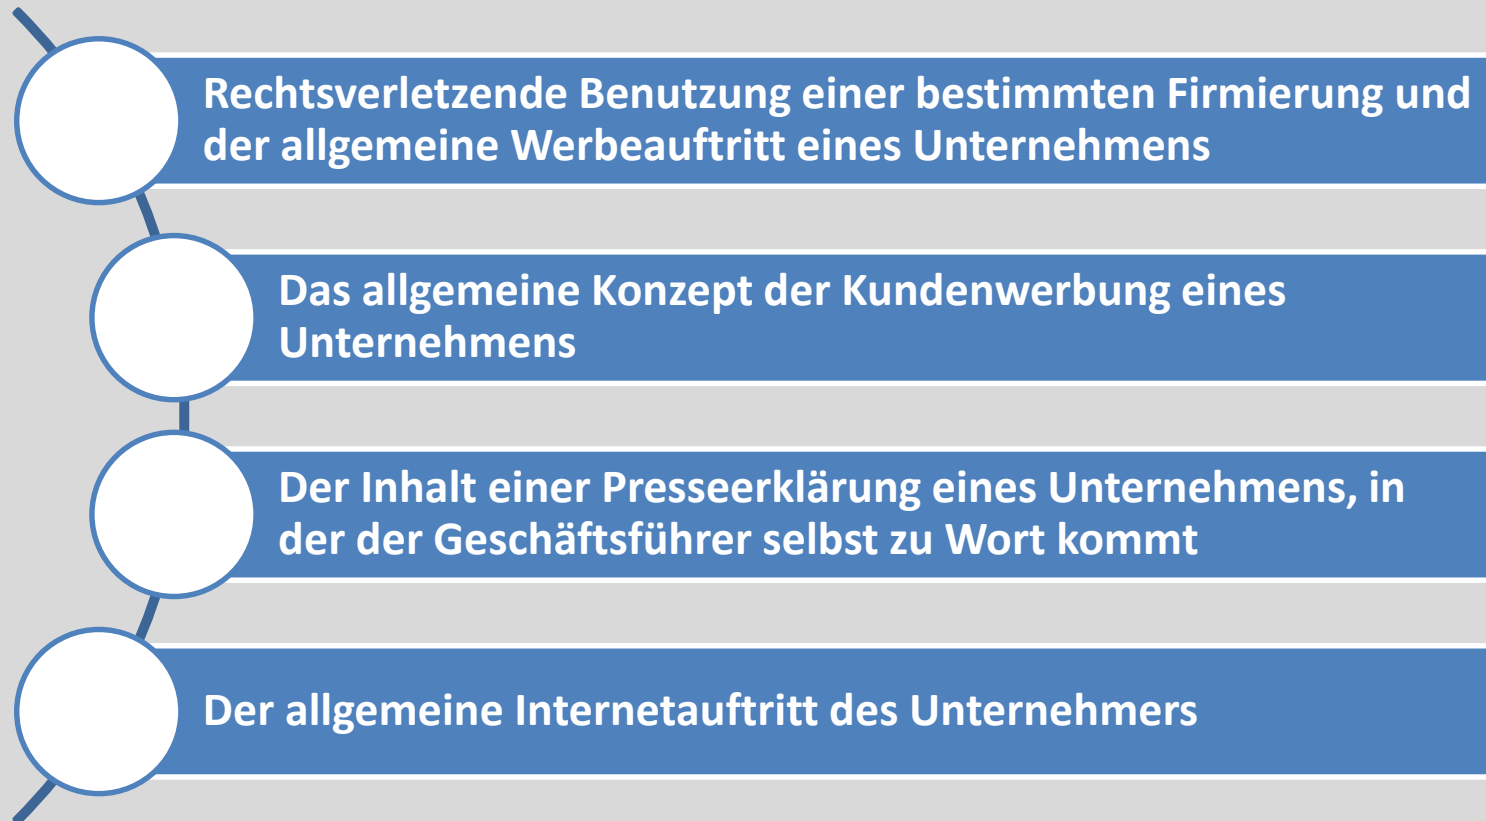 Rechtsverletzende Benutzung einer bestimmten Firmierung und
der allgemeine Werbeauftritt eines Unternehmens
Das allgemeine Konzept der Kundenwerbung eines
Unternehmens
Der Inhalt einer Presseerklärung eines Unternehmens, in
der der Geschäftsführer selbst zu Wort kommt
Der allgemeine Internetauftritt des Unternehmers